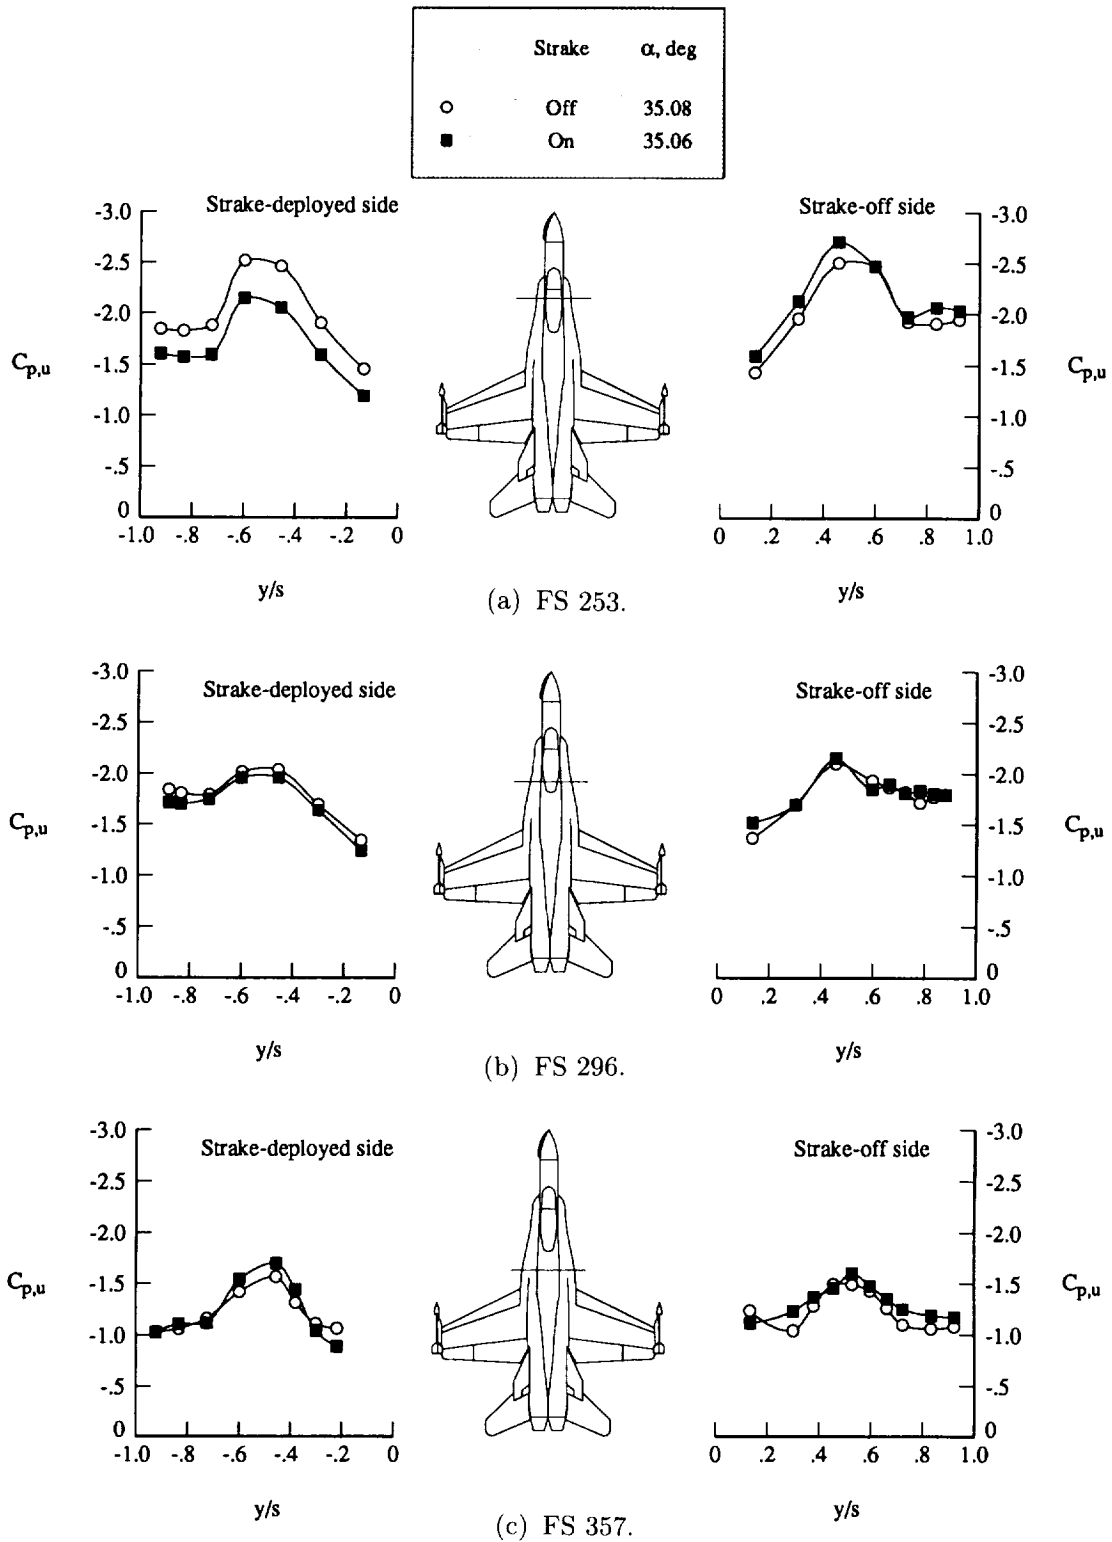 Strake α, deg
Off 35.08
On 35.06
Strake-deployed side
Strake-off side
-3.0
-2.5
-2.0
-1.5
-1.0
-.5
0
C_p,u
-1.0 -.8 -.6 -.4 -.2 0
y/s
-3.0
-2.5
-2.0
-1.5
-1.0
-.5
0
C_p,u
0 .2 .4 .6 .8 1.0
y/s
(a) FS 253.
Strake-deployed side
Strake-off side
-3.0
-2.5
-2.0
-1.5
-1.0
-.5
0
C_p,u
-1.0 -.8 -.6 -.4 -.2 0
y/s
-3.0
-2.5
-2.0
-1.5
-1.0
-.5
0
C_p,u
0 .2 .4 .6 .8 1.0
y/s
(b) FS 296.
Strake-deployed side
Strake-off side
-3.0
-2.5
-2.0
-1.5
-1.0
-.5
0
C_p,u
-1.0 -.8 -.6 -.4 -.2 0
y/s
-3.0
-2.5
-2.0
-1.5
-1.0
-.5
0
C_p,u
0 .2 .4 .6 .8 1.0
y/s
(c) FS 357.